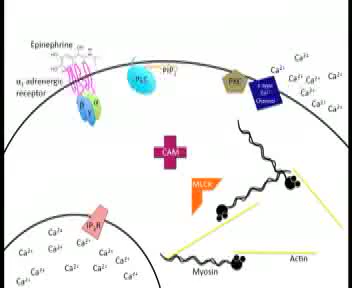 Epinephrine
α₁ adrenergic
receptor
β
γ
α
PLC
PIP₂
PKC
L-type
Ca²⁺
Channel
Ca²⁺
Ca²⁺
Ca²⁺
Ca²⁺
Ca²⁺
Ca²⁺
Ca²⁺
Ca²⁺
Ca²⁺
CAM
MLCK
IP₃R
Ca²⁺
Ca²⁺
Ca²⁺
Ca²⁺
Ca²⁺
Ca²⁺
Ca²⁺
Ca²⁺
Ca²⁺
Ca²⁺
Ca²⁺
Myosin
Actin